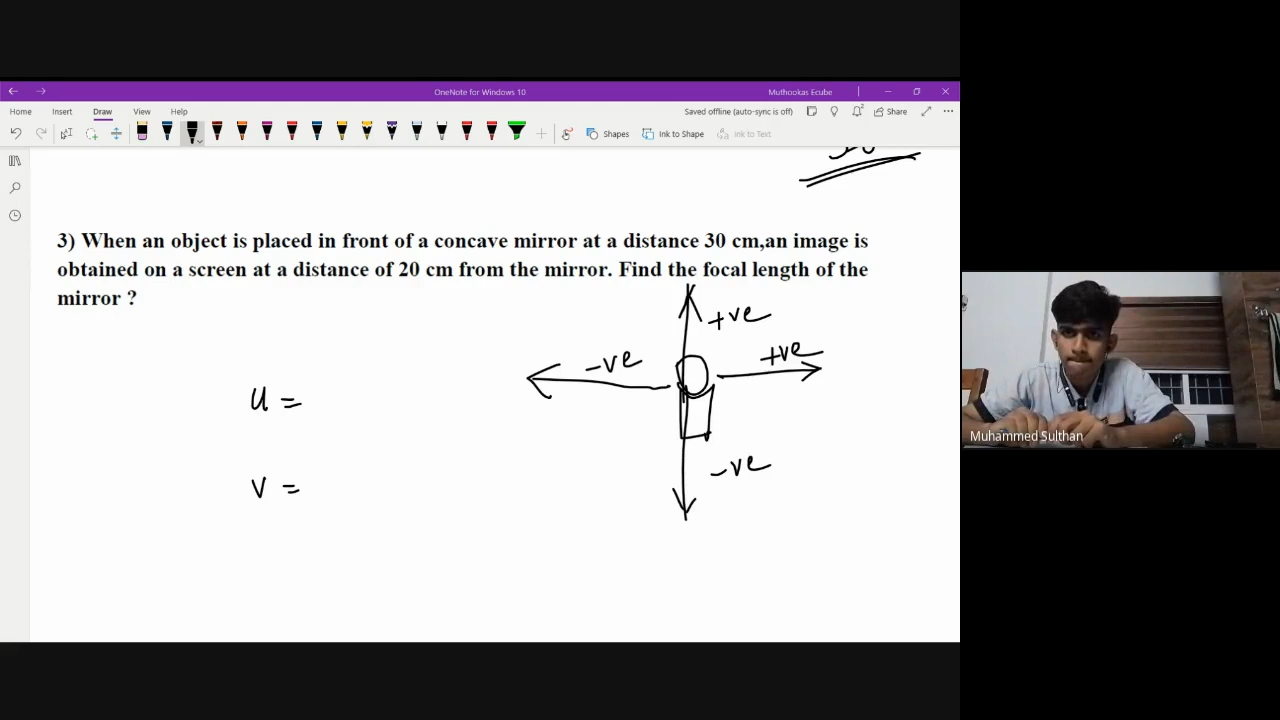 OneNote for Windows 10
Muthookas Ecube
Home Insert Draw View Help
Saved offline (auto-sync is off)
Share
Shapes
Ink to Shape
Ink to Text
3) When an object is placed in front of a concave mirror at a distance 30 cm,an image is
obtained on a screen at a distance of 20 cm from the mirror. Find the focal length of the
mirror ?
+ve
-ve
+ve
u =
v =
-ve
Muhammed Sulthan